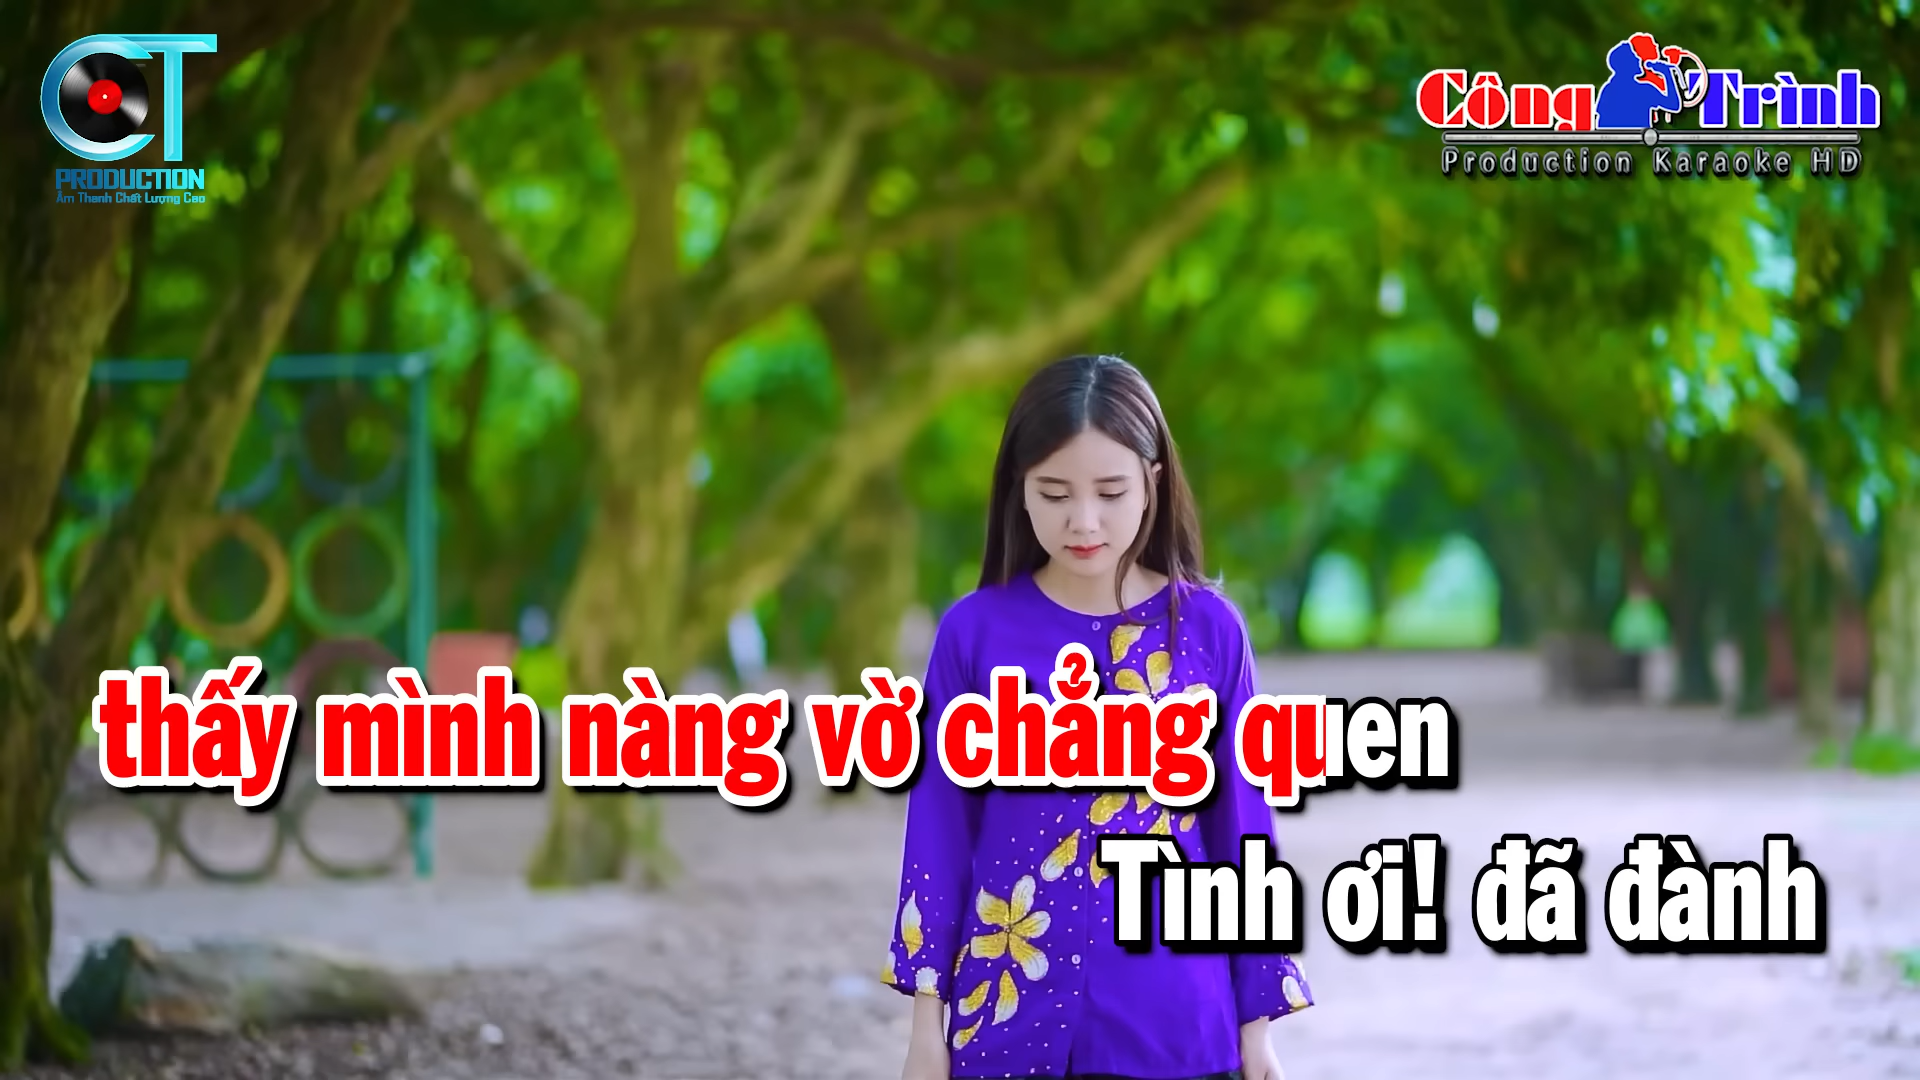 CT
PRODUCTION
Âm Thanh Chất Lượng Cao
Công Trình
Production Karaoke HD
thấy mình nàng vờ chẳng quen
Tình ơi! đã đành